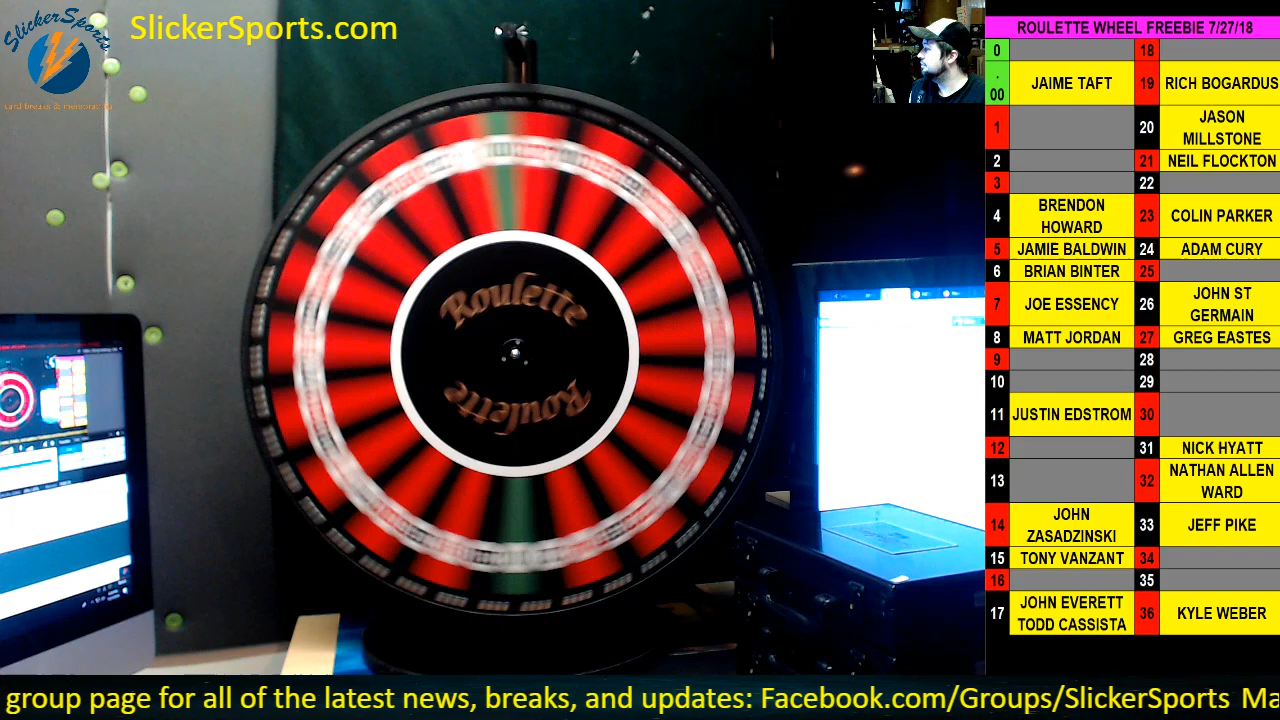 SlickerSports
SlickerSports.com
card breaks & memorabilia
Roulette
Roulette
ROULETTE WHEEL FREEBIE 7/27/18
0 18
. 00 JAIME TAFT 19 RICH BOGARDUS
1 20 JASON
MILLSTONE
2 21 NEIL FLOCKTON
3 22
4 BRENDON
HOWARD
23 COLIN PARKER
5 JAMIE BALDWIN 24 ADAM CURY
6 BRIAN BINTER 25
7 JOE ESSENCY 26 JOHN ST
GERMAIN
8 MATT JORDAN 27 GREG EASTES
9 28
10 29
11 JUSTIN EDSTROM 30
12 31 NICK HYATT
13 32 NATHAN ALLEN
WARD
14 JOHN
ZASADZINSKI
33 JEFF PIKE
15 TONY VANZANT 34
16 35
17 JOHN EVERETT
TODD CASSISTA
36 KYLE WEBER
group page for all of the latest news, breaks, and updates: Facebook.com/Groups/SlickerSports Ma